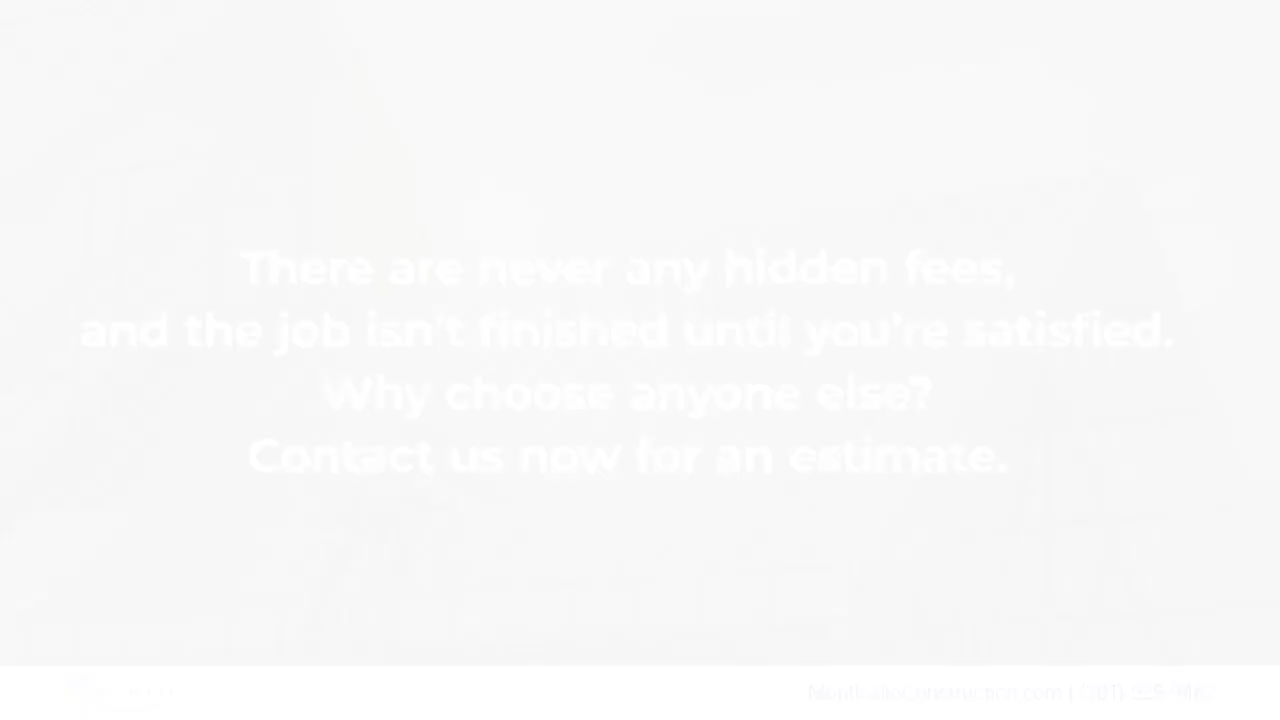 There are never any hidden fees,
and the job isn't finished until you're satisfied.
Why choose anyone else?
Contact us now for an estimate.